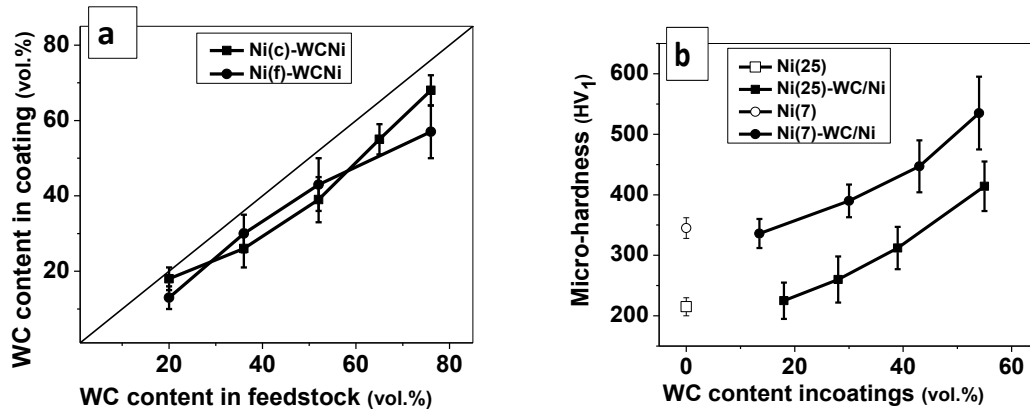 a
Ni(c)-WCNi
Ni(f)-WCNi
80
60
40
20
20 40 60 80
WC content in coating (vol.%)
WC content in feedstock (vol.%)
b
Ni(25)
Ni(25)-WC/Ni
Ni(7)
Ni(7)-WC/Ni
600
500
400
300
200
0 20 40 60
Micro-hardness (HV1)
WC content incoatings (vol.%)